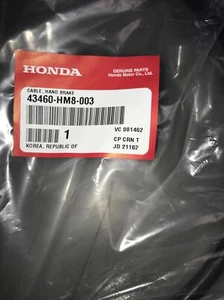 HONDA
GENUINE PARTS
Honda Motor Co., Ltd.
CABLE, HAND BRAKE
43460-HM8-003
1
VC 001462
CP CRN T
KOREA, REPUBLIC OF
JD 21162